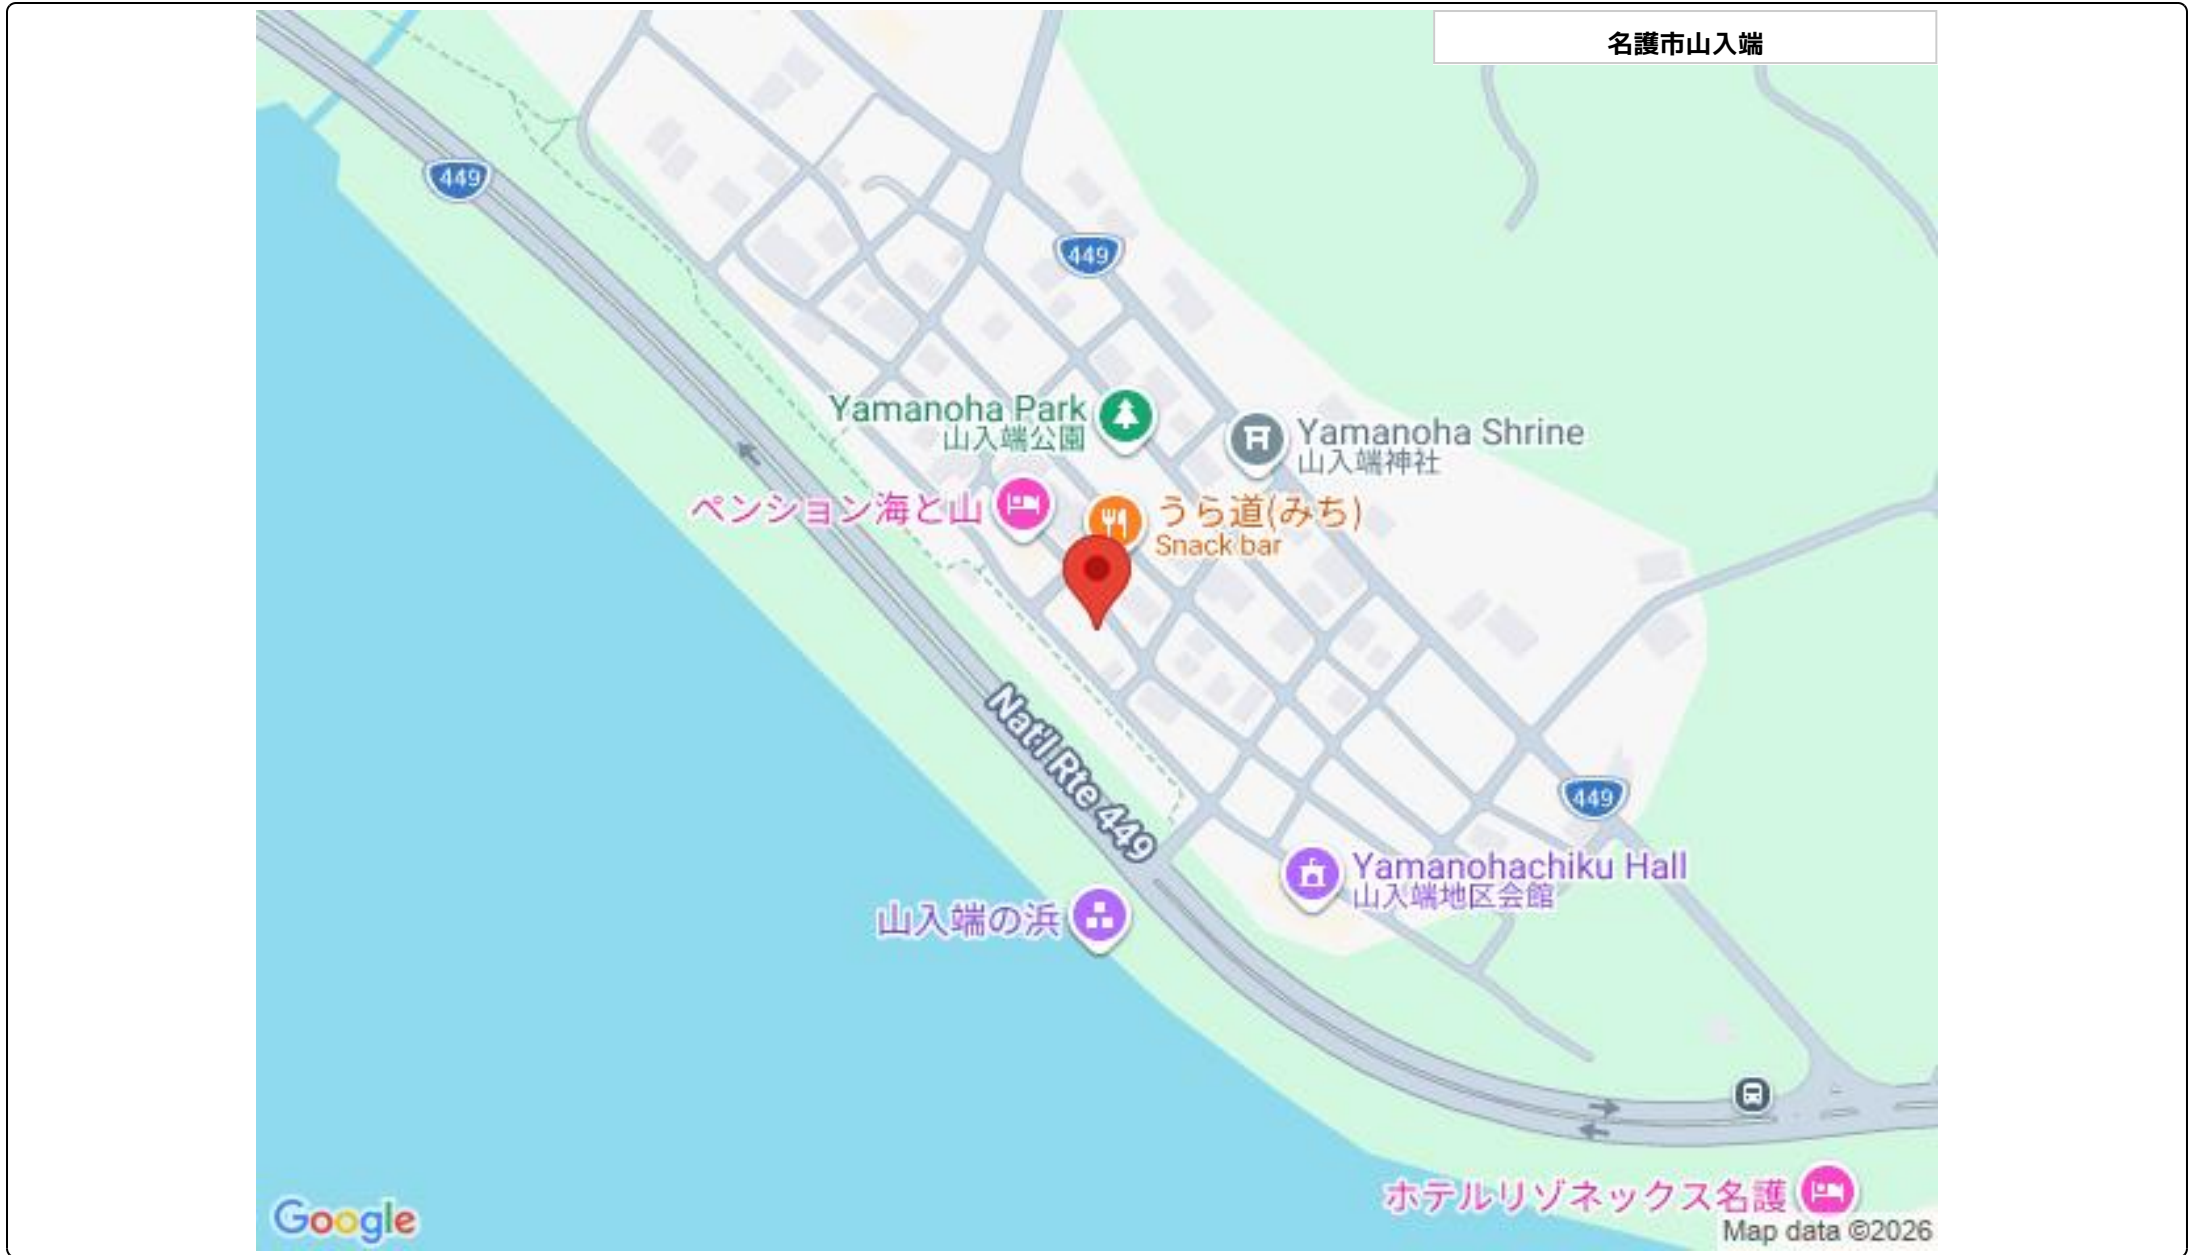 名護市山入端
449
449
Yamanoha Park
山入端公園
Yamanoha Shrine
山入端神社
ペンション海と山
うら道(みち)
Snack bar
Nat'l Rte 449
449
Yamanohachiku Hall
山入端地区会館
山入端の浜
ホテルリゾネックス名護
Google
Map data ©2026